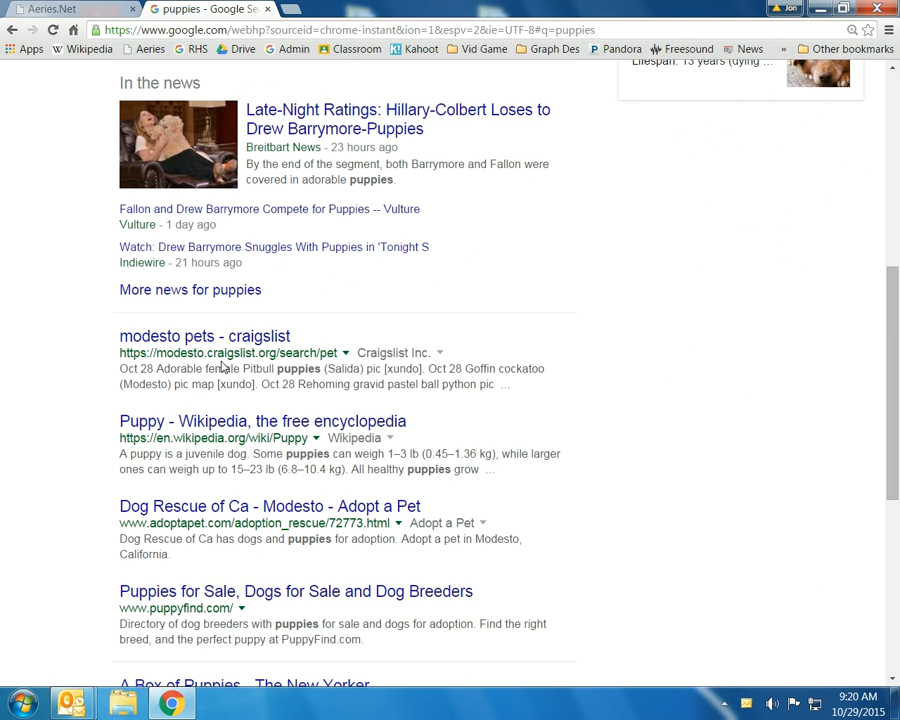 Aeries.Net
puppies - Google Se
Jon
https://www.google.com/webhp?sourceid=chrome-instant&ion=1&espv=2&ie=UTF-8#q=puppies
Apps Wikipedia Aeries RHS Drive Admin Classroom Kahoot Vid Game Graph Des Pandora Freesound News » Other bookmarks
Lifespan: 13 years (dying ...
In the news
Late-Night Ratings: Hillary-Colbert Loses to
Drew Barrymore-Puppies
Breitbart News - 23 hours ago
By the end of the segment, both Barrymore and Fallon were
covered in adorable puppies.
Fallon and Drew Barrymore Compete for Puppies -- Vulture
Vulture - 1 day ago
Watch: Drew Barrymore Snuggles With Puppies in 'Tonight S
Indiewire - 21 hours ago
More news for puppies
modesto pets - craigslist
https://modesto.craigslist.org/search/pet Craigslist Inc.
Oct 28 Adorable female Pitbull puppies (Salida) pic [xundo]. Oct 28 Goffin cockatoo
(Modesto) pic map [xundo]. Oct 28 Rehoming gravid pastel ball python pic ...
Puppy - Wikipedia, the free encyclopedia
https://en.wikipedia.org/wiki/Puppy Wikipedia
A puppy is a juvenile dog. Some puppies can weigh 1–3 lb (0.45–1.36 kg), while larger
ones can weigh up to 15–23 lb (6.8–10.4 kg). All healthy puppies grow ...
Dog Rescue of Ca - Modesto - Adopt a Pet
www.adoptapet.com/adoption_rescue/72773.html Adopt a Pet
Dog Rescue of Ca has dogs and puppies for adoption. Adopt a pet in Modesto,
California.
Puppies for Sale, Dogs for Sale and Dog Breeders
www.puppyfind.com/
Directory of dog breeders with puppies for sale and dogs for adoption. Find the right
breed, and the perfect puppy at PuppyFind.com.
A Box of Puppies - The New Yorker
9:20 AM
10/29/2015